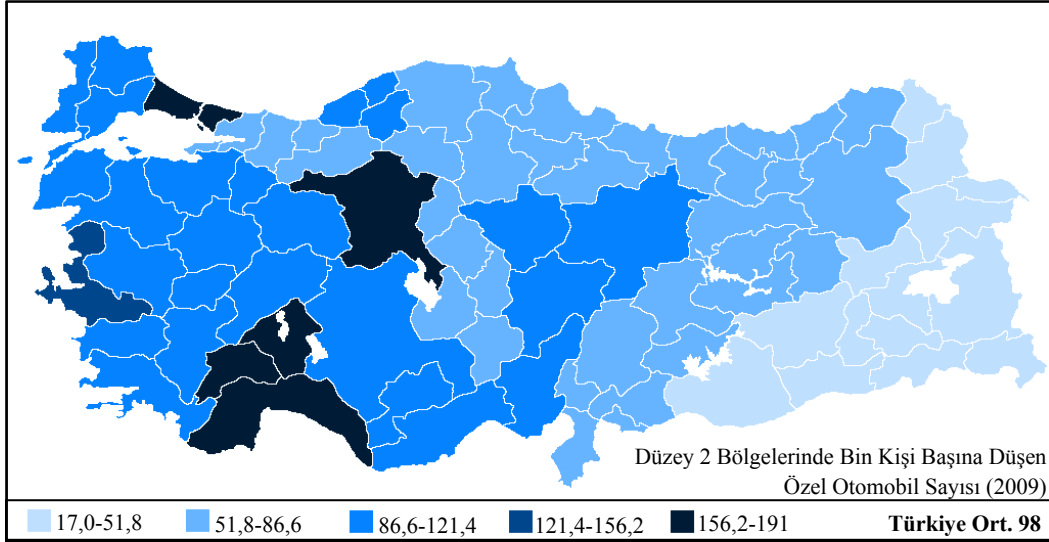 Düzey 2 Bölgelerinde Bin Kişi Başına Düşen
Özel Otomobil Sayısı (2009)
17,0-51,8 51,8-86,6 86,6-121,4 121,4-156,2 156,2-191 Türkiye Ort. 98